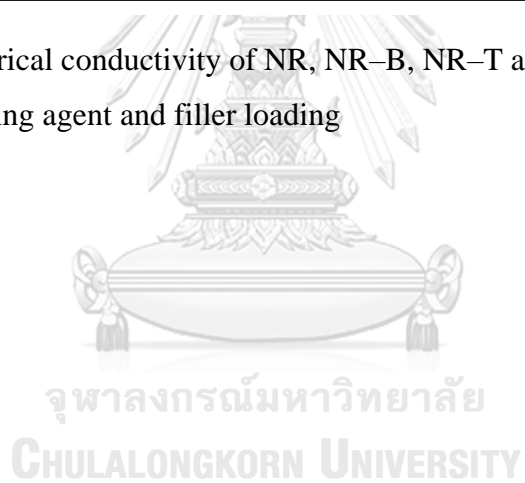 rical conductivity of NR, NR–B, NR–T a
ng agent and filler loading
จุฬาลงกรณ์มหาวิทยาลัย
CHULALONGKORN UNIVERSITY